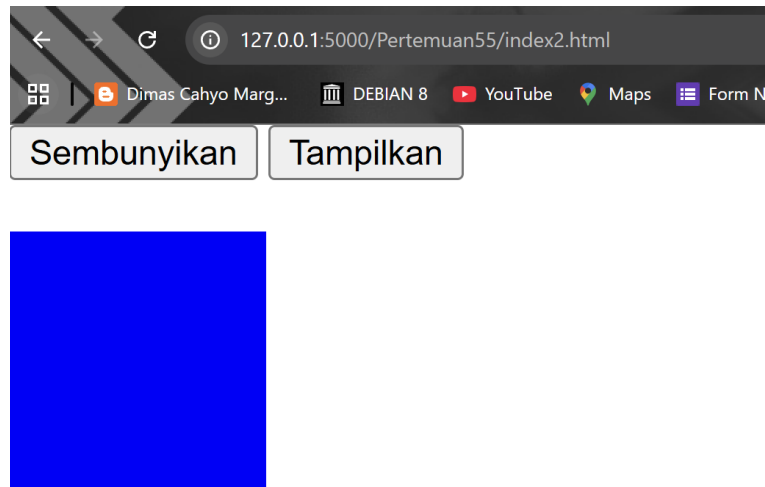 127.0.0.1:5000/Pertemuan55/index2.html
Dimas Cahyo Marg... DEBIAN 8 YouTube Maps Form N
Sembunyikan Tampilkan